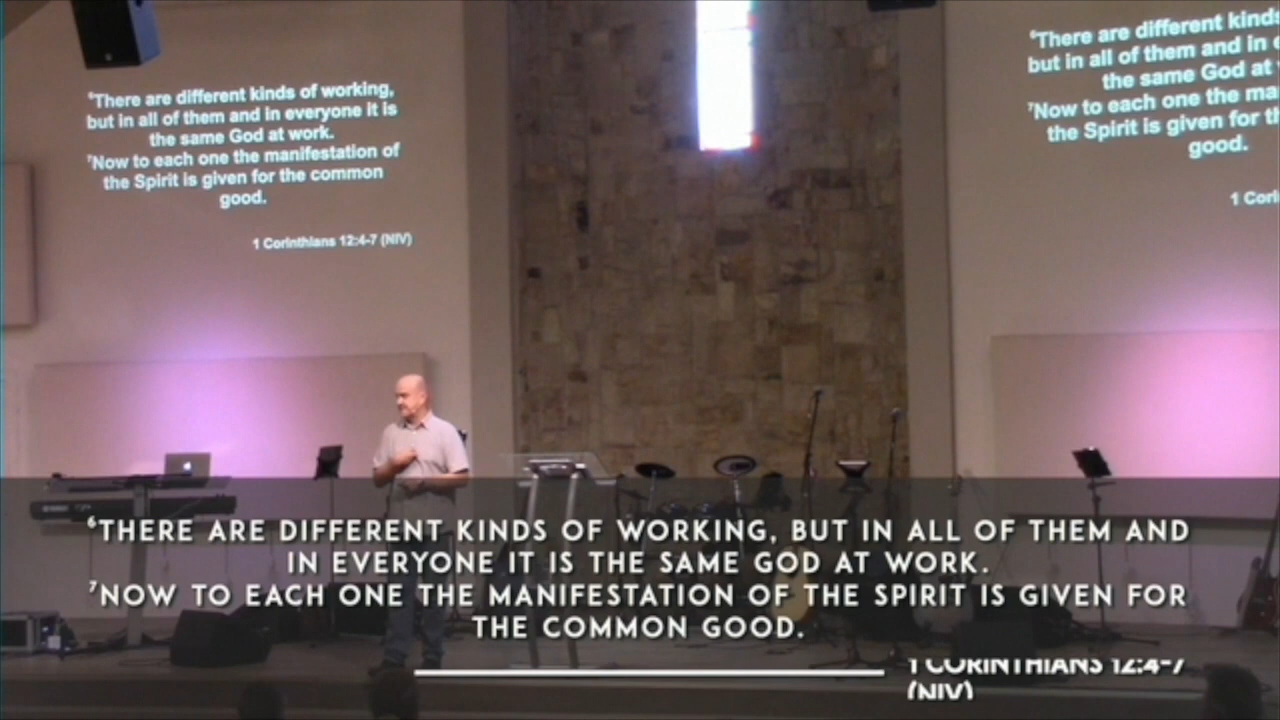 ⁶There are different kinds of working,
but in all of them and in everyone it is
the same God at work.
⁷Now to each one the manifestation of
the Spirit is given for the common
good.
1 Corinthians 12:4-7 (NIV)
⁶There are different kinds
but in all of them and in
the same God at
⁷Now to each one the
the Spirit is given for
good.
1
⁶THERE ARE DIFFERENT KINDS OF WORKING, BUT IN ALL OF THEM AND
IN EVERYONE IT IS THE SAME GOD AT WORK.
⁷NOW TO EACH ONE THE MANIFESTATION OF THE SPIRIT IS GIVEN FOR
THE COMMON GOOD.
1 CORINTHIANS 12:4-7
(NIV)